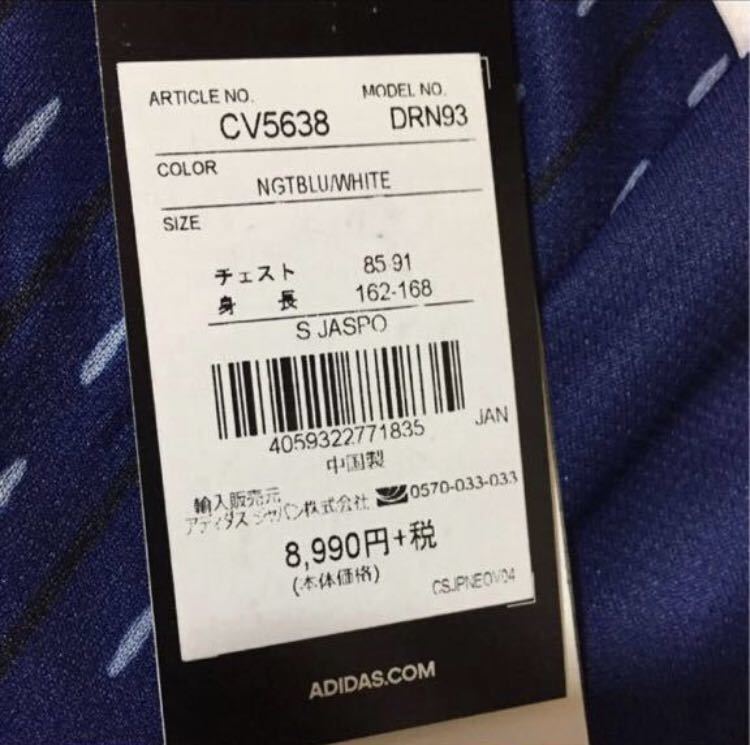 ARTICLE NO. MODEL NO.
CV5638 DRN93
COLOR
NGTBLU/WHITE
SIZE
チェスト 85-91
身 長 162-168
S JASPO
4059322771835 JAN
中国製
輸入販売元
アディダス ジャパン株式会社 0570-033-033
8,990円+税
(本体価格)
CSJPNEOV04
ADIDAS.COM